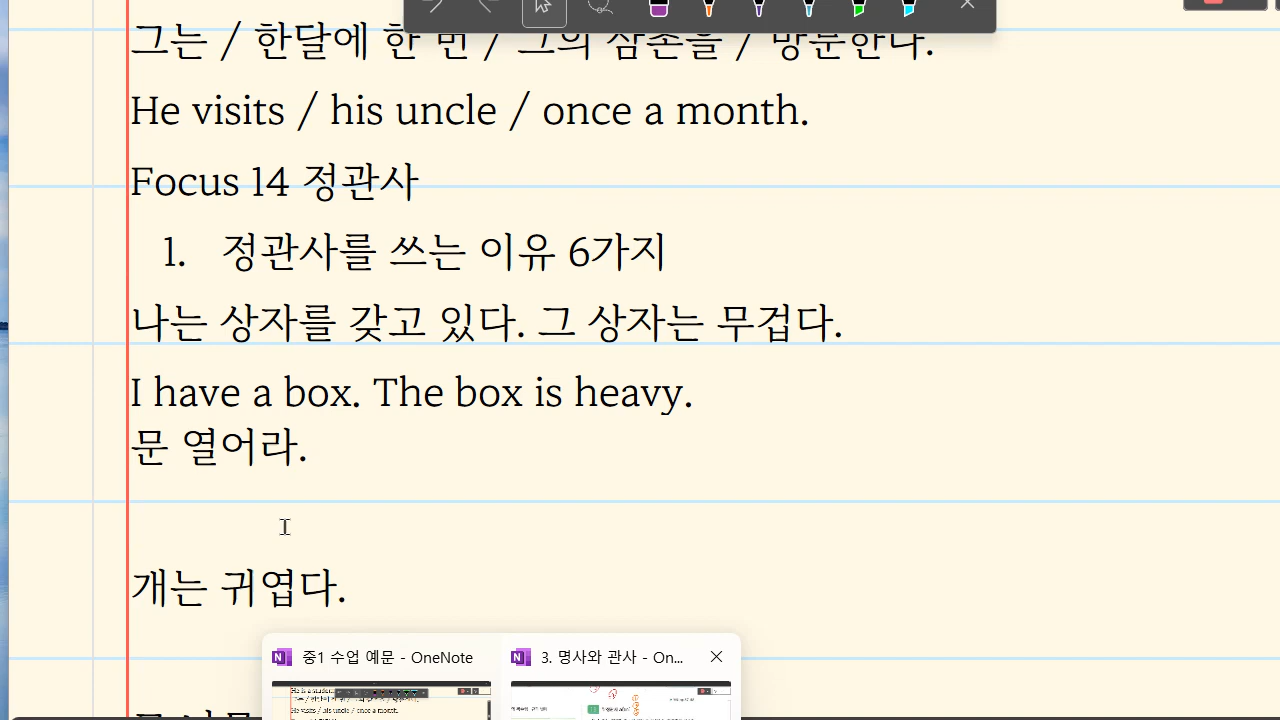 그는 / 한달에 한 번 / 그의 삼촌을 / 방문한다.
He visits / his uncle / once a month.
Focus 14 정관사
1. 정관사를 쓰는 이유 6가지
나는 상자를 갖고 있다. 그 상자는 무겁다.
I have a box. The box is heavy.
문 열어라.
개는 귀엽다.
중1 수업 예문 - OneNote
3. 명사와 관사 - On...